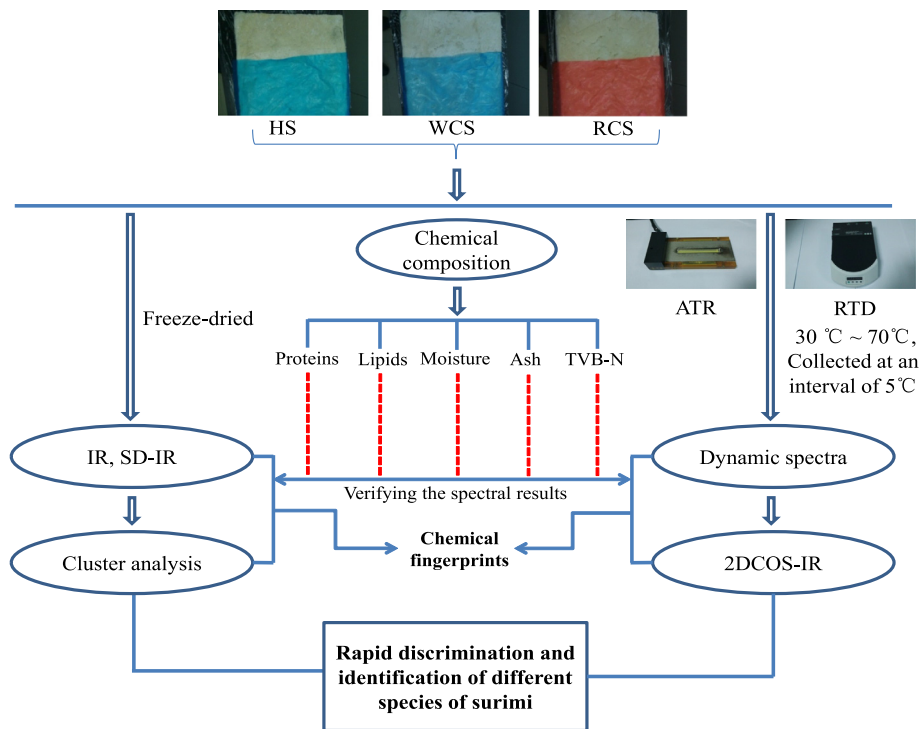 HS
WCS
RCS
Chemical
composition
ATR
RTD
30 ℃ ~ 70℃,
Collected at an
interval of 5℃
Freeze-dried
Proteins
Lipids
Moisture
Ash
TVB-N
IR, SD-IR
Dynamic spectra
Verifying the spectral results
Chemical
fingerprints
Cluster analysis
2DCOS-IR
Rapid discrimination and
identification of different
species of surimi